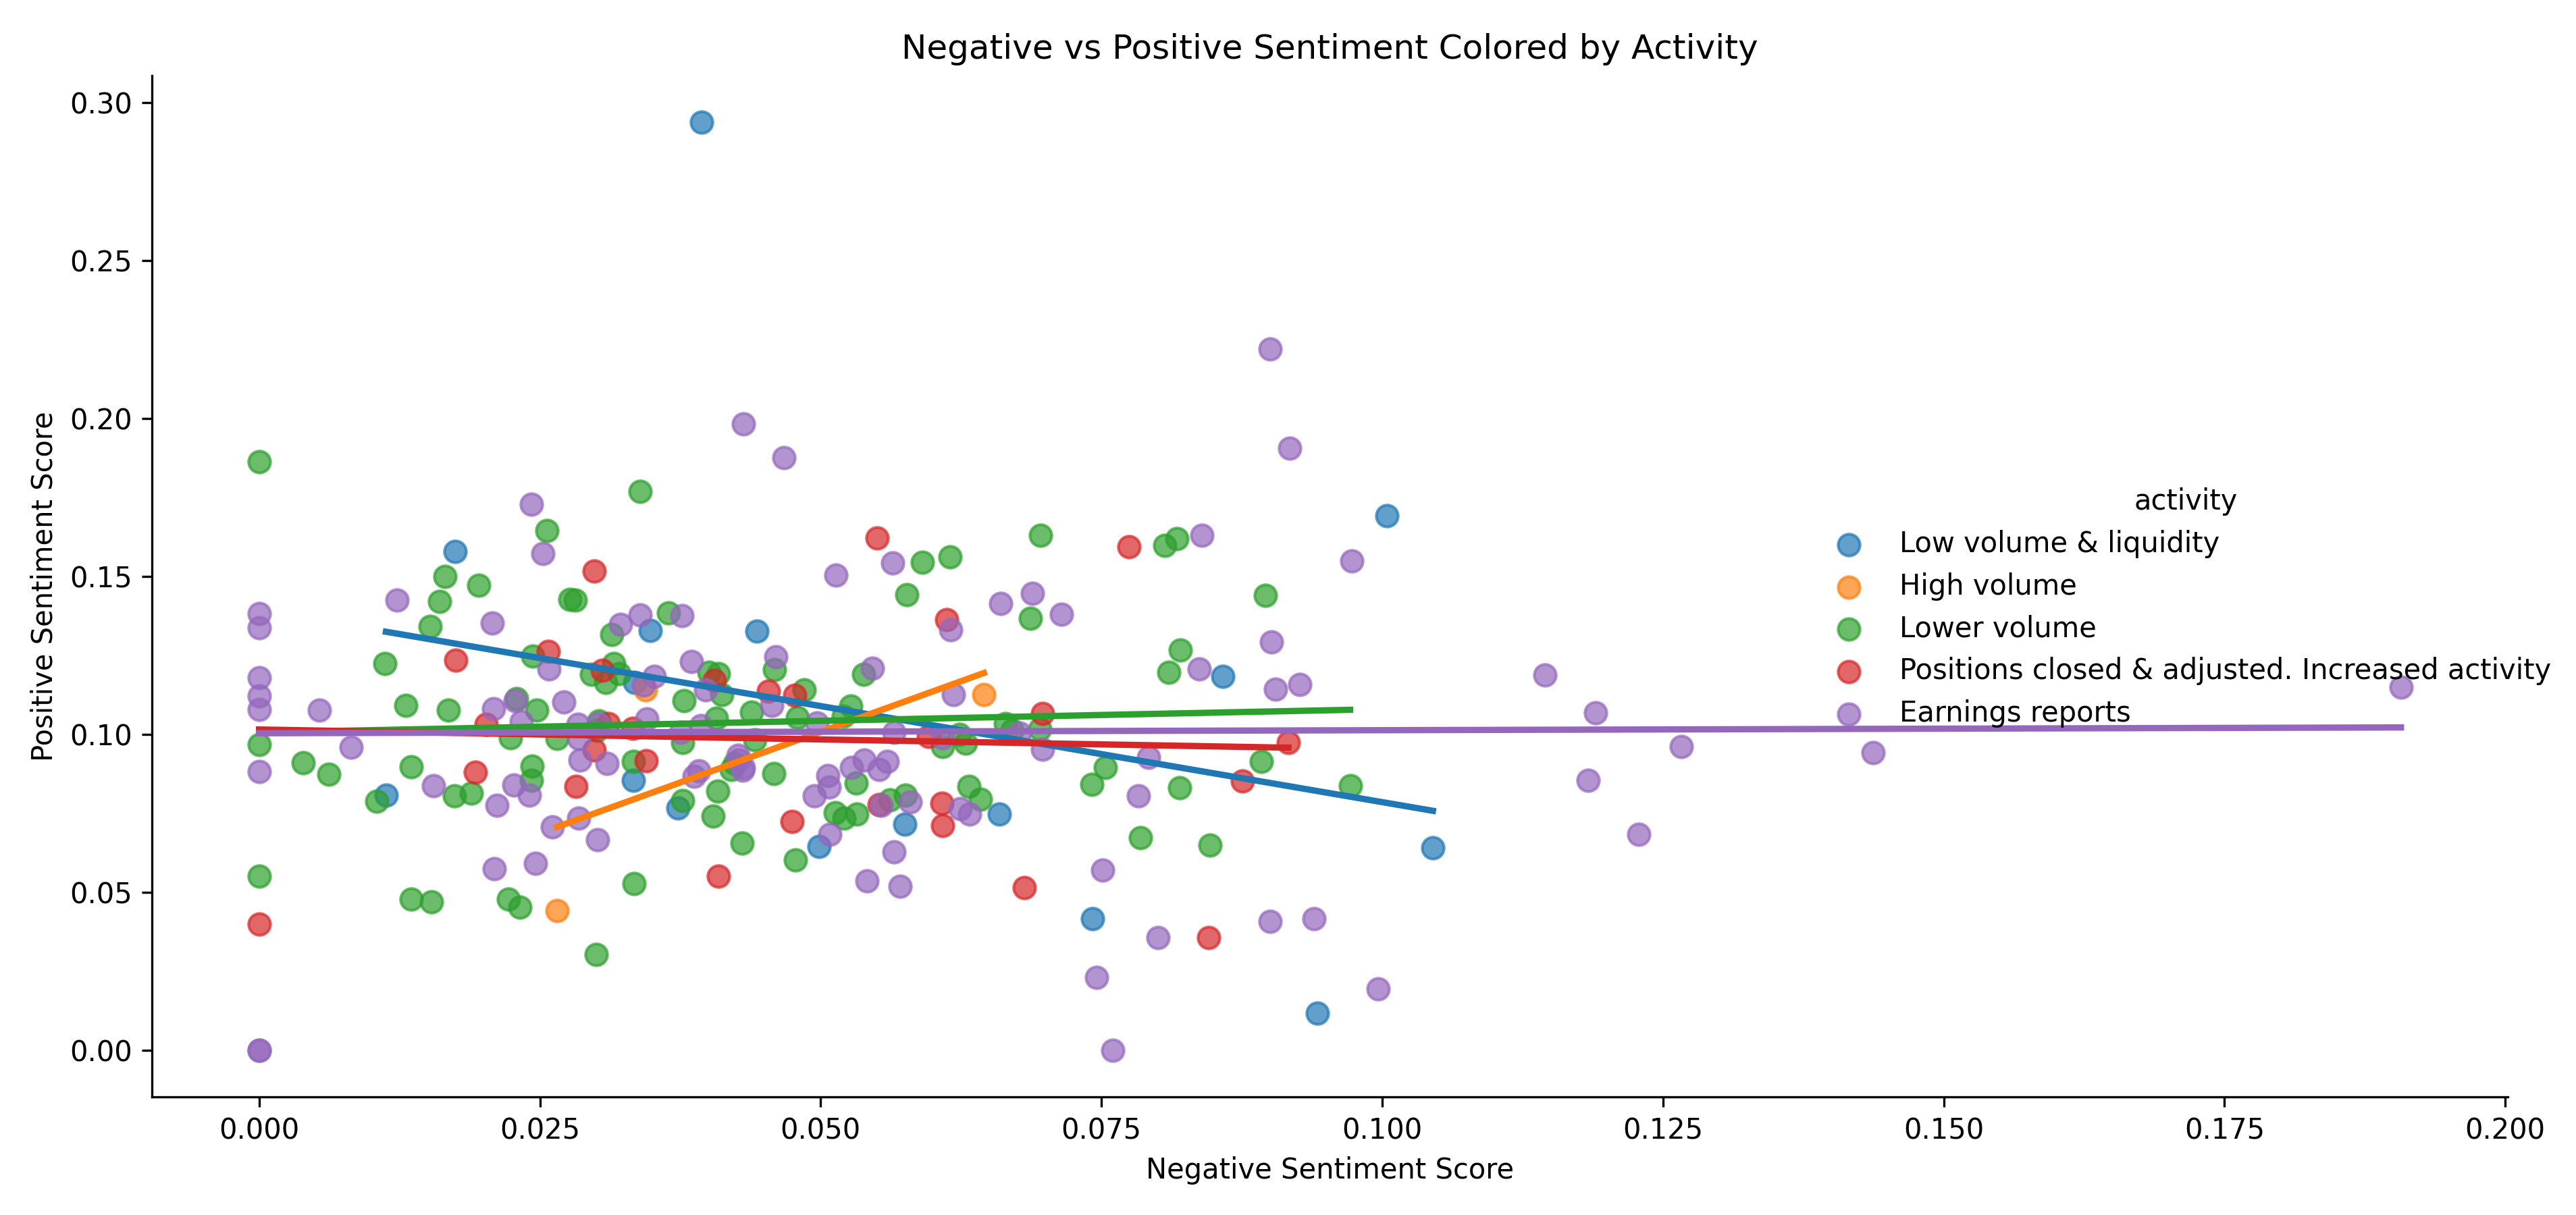 Negative vs Positive Sentiment Colored by Activity
0.30
0.25
0.20
0.15
0.10
0.05
0.00
Positive Sentiment Score
activity
Low volume & liquidity
High volume
Lower volume
Positions closed & adjusted. Increased activity
Earnings reports
0.000 0.025 0.050 0.075 0.100 0.125 0.150 0.175 0.200
Negative Sentiment Score